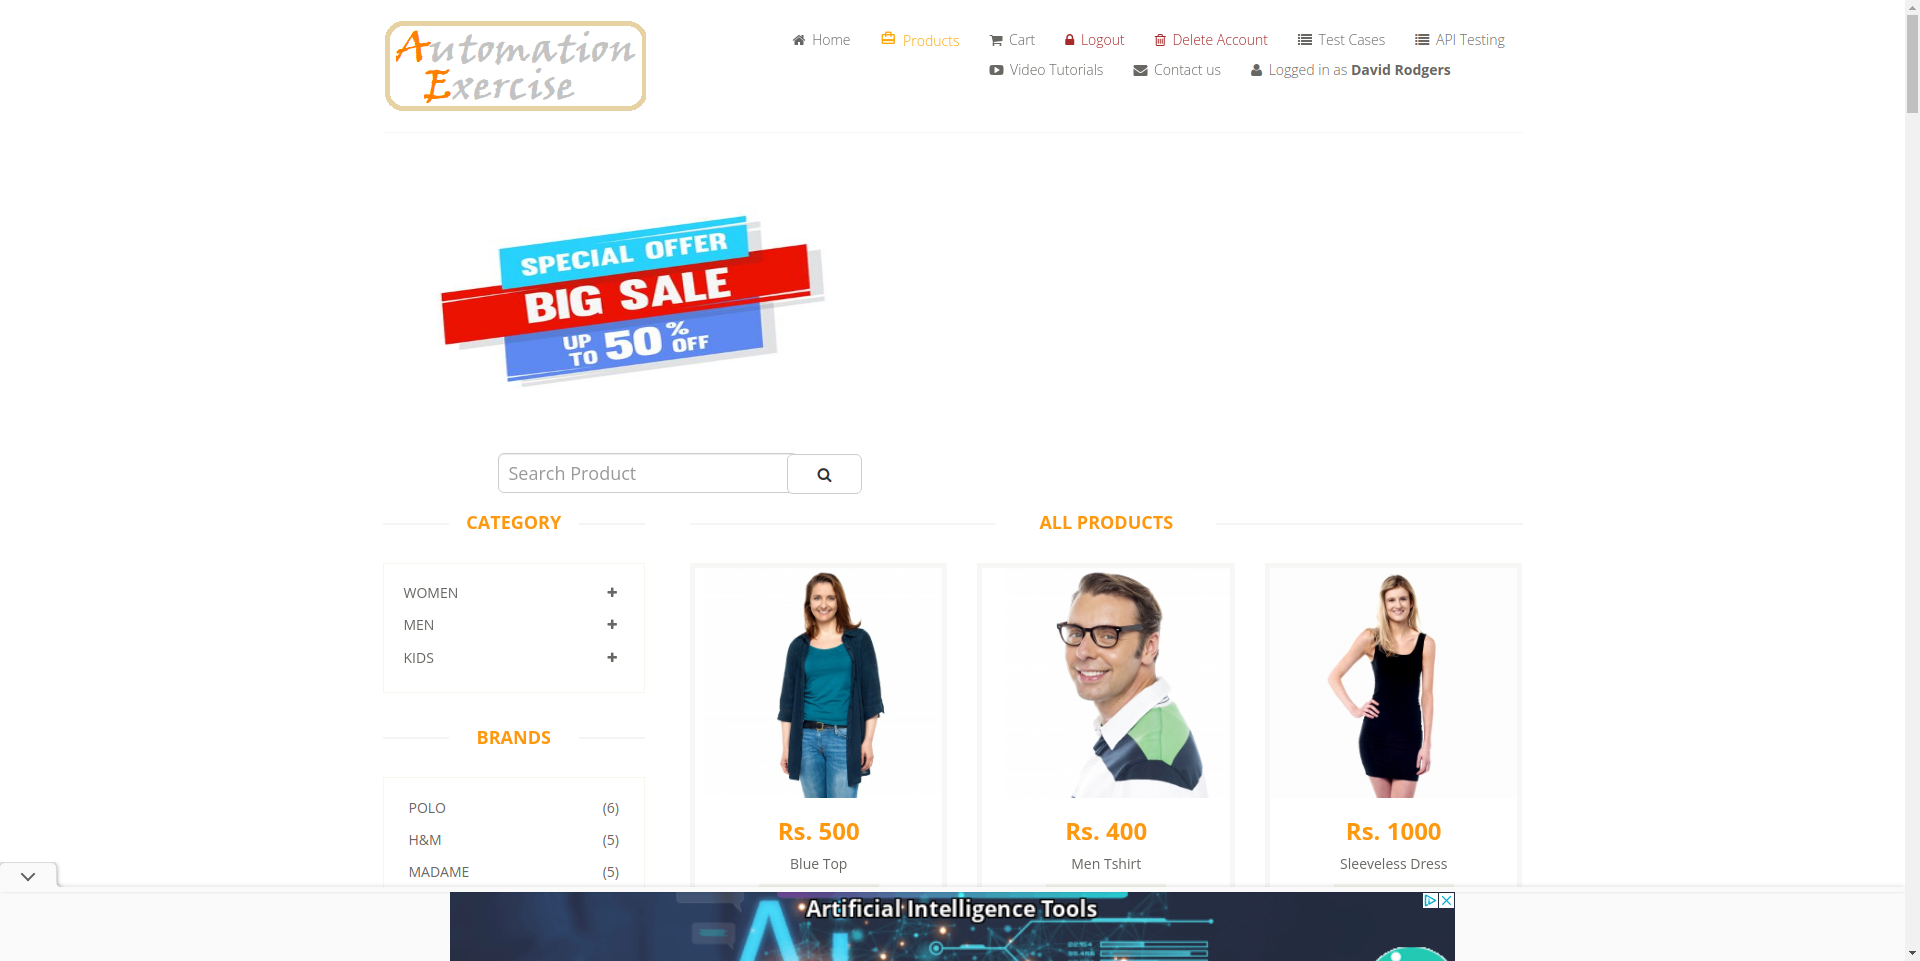 Automation
Exercise
Home
Products
Cart
Logout
Delete Account
Test Cases
API Testing
Video Tutorials
Contact us
Logged in as David Rodgers
SPECIAL OFFER
BIG SALE
UP TO 50% OFF
Search Product
CATEGORY
WOMEN
MEN
KIDS
BRANDS
POLO (6)
H&M (5)
MADAME (5)
ALL PRODUCTS
Rs. 500
Blue Top
Rs. 400
Men Tshirt
Rs. 1000
Sleeveless Dress
Artificial Intelligence Tools